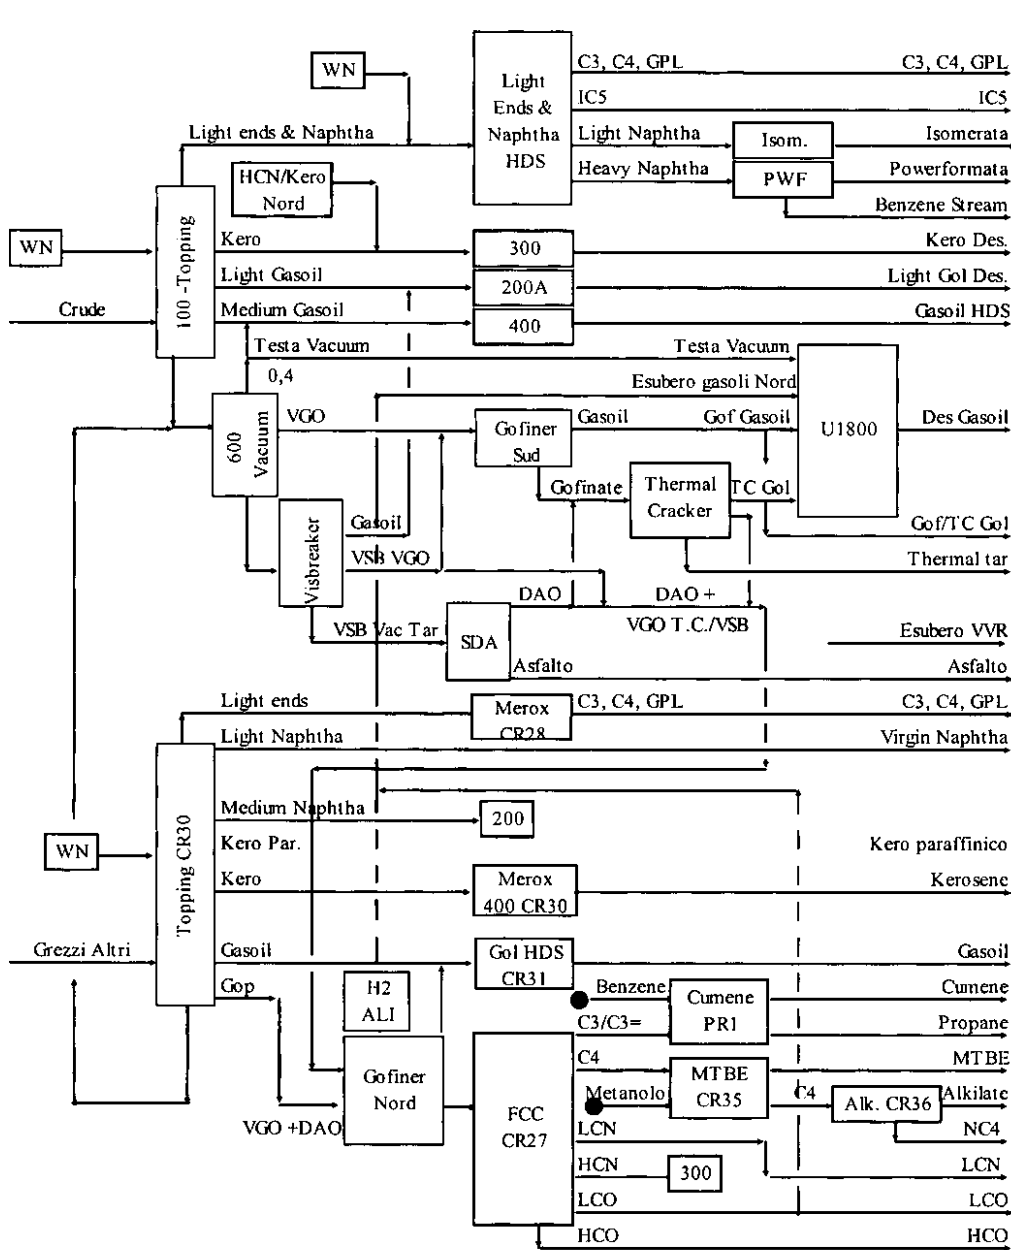 C3, C4, GPL
C3, C4, GPL
WN
Light
Ends &
Naphtha
HDS
IC5
IC5
Light ends & Naphtha
Light Naphtha
Isom.
Isomerata
HCN/Kero
Nord
Heavy Naphtha
PWF
Powerformata
Benzene Stream
WN
100 -Topping
Kero
300
Kero Des.
Light Gasoil
200A
Light Gol Des.
Crude
Medium Gasoil
400
Gasoil HDS
Testa Vacuum
Testa Vacuum
0,4
Esubero gasoli Nord
600
Vacuum
VGO
Gofiner
Sud
Gasoil
Gof Gasoil
U1800
Des Gasoil
Gofinate
Thermal
Cracker
TC Gol
Visbreaker
Gasoil
Gof/TC Gol
VSB VGO
Thermal tar
DAO
DAO +
VGO T.C./VSB
VSB Vac Tar
SDA
Esubero VVR
Asfalto
Asfalto
Light ends
Merox
CR28
C3, C4, GPL
C3, C4, GPL
Light Naphtha
Virgin Naphtha
Topping CR30
Medium Naphtha
200
WN
Kero Par.
Kero paraffinico
Kero
Merox
400 CR30
Kerosene
Grezzi Altri
Gasoil
Gol HDS
CR31
Gasoil
Gop
H2
ALI
Benzene
Cumene
PR1
Cumene
C3/C3=
Propane
Gofiner
Nord
C4
MTBE
CR35
MTBE
VGO +DAO
FCC
CR27
Metanolo
C4
Alk. CR36
Alkilate
LCN
NC4
HCN
300
LCN
LCO
LCO
HCO
HCO